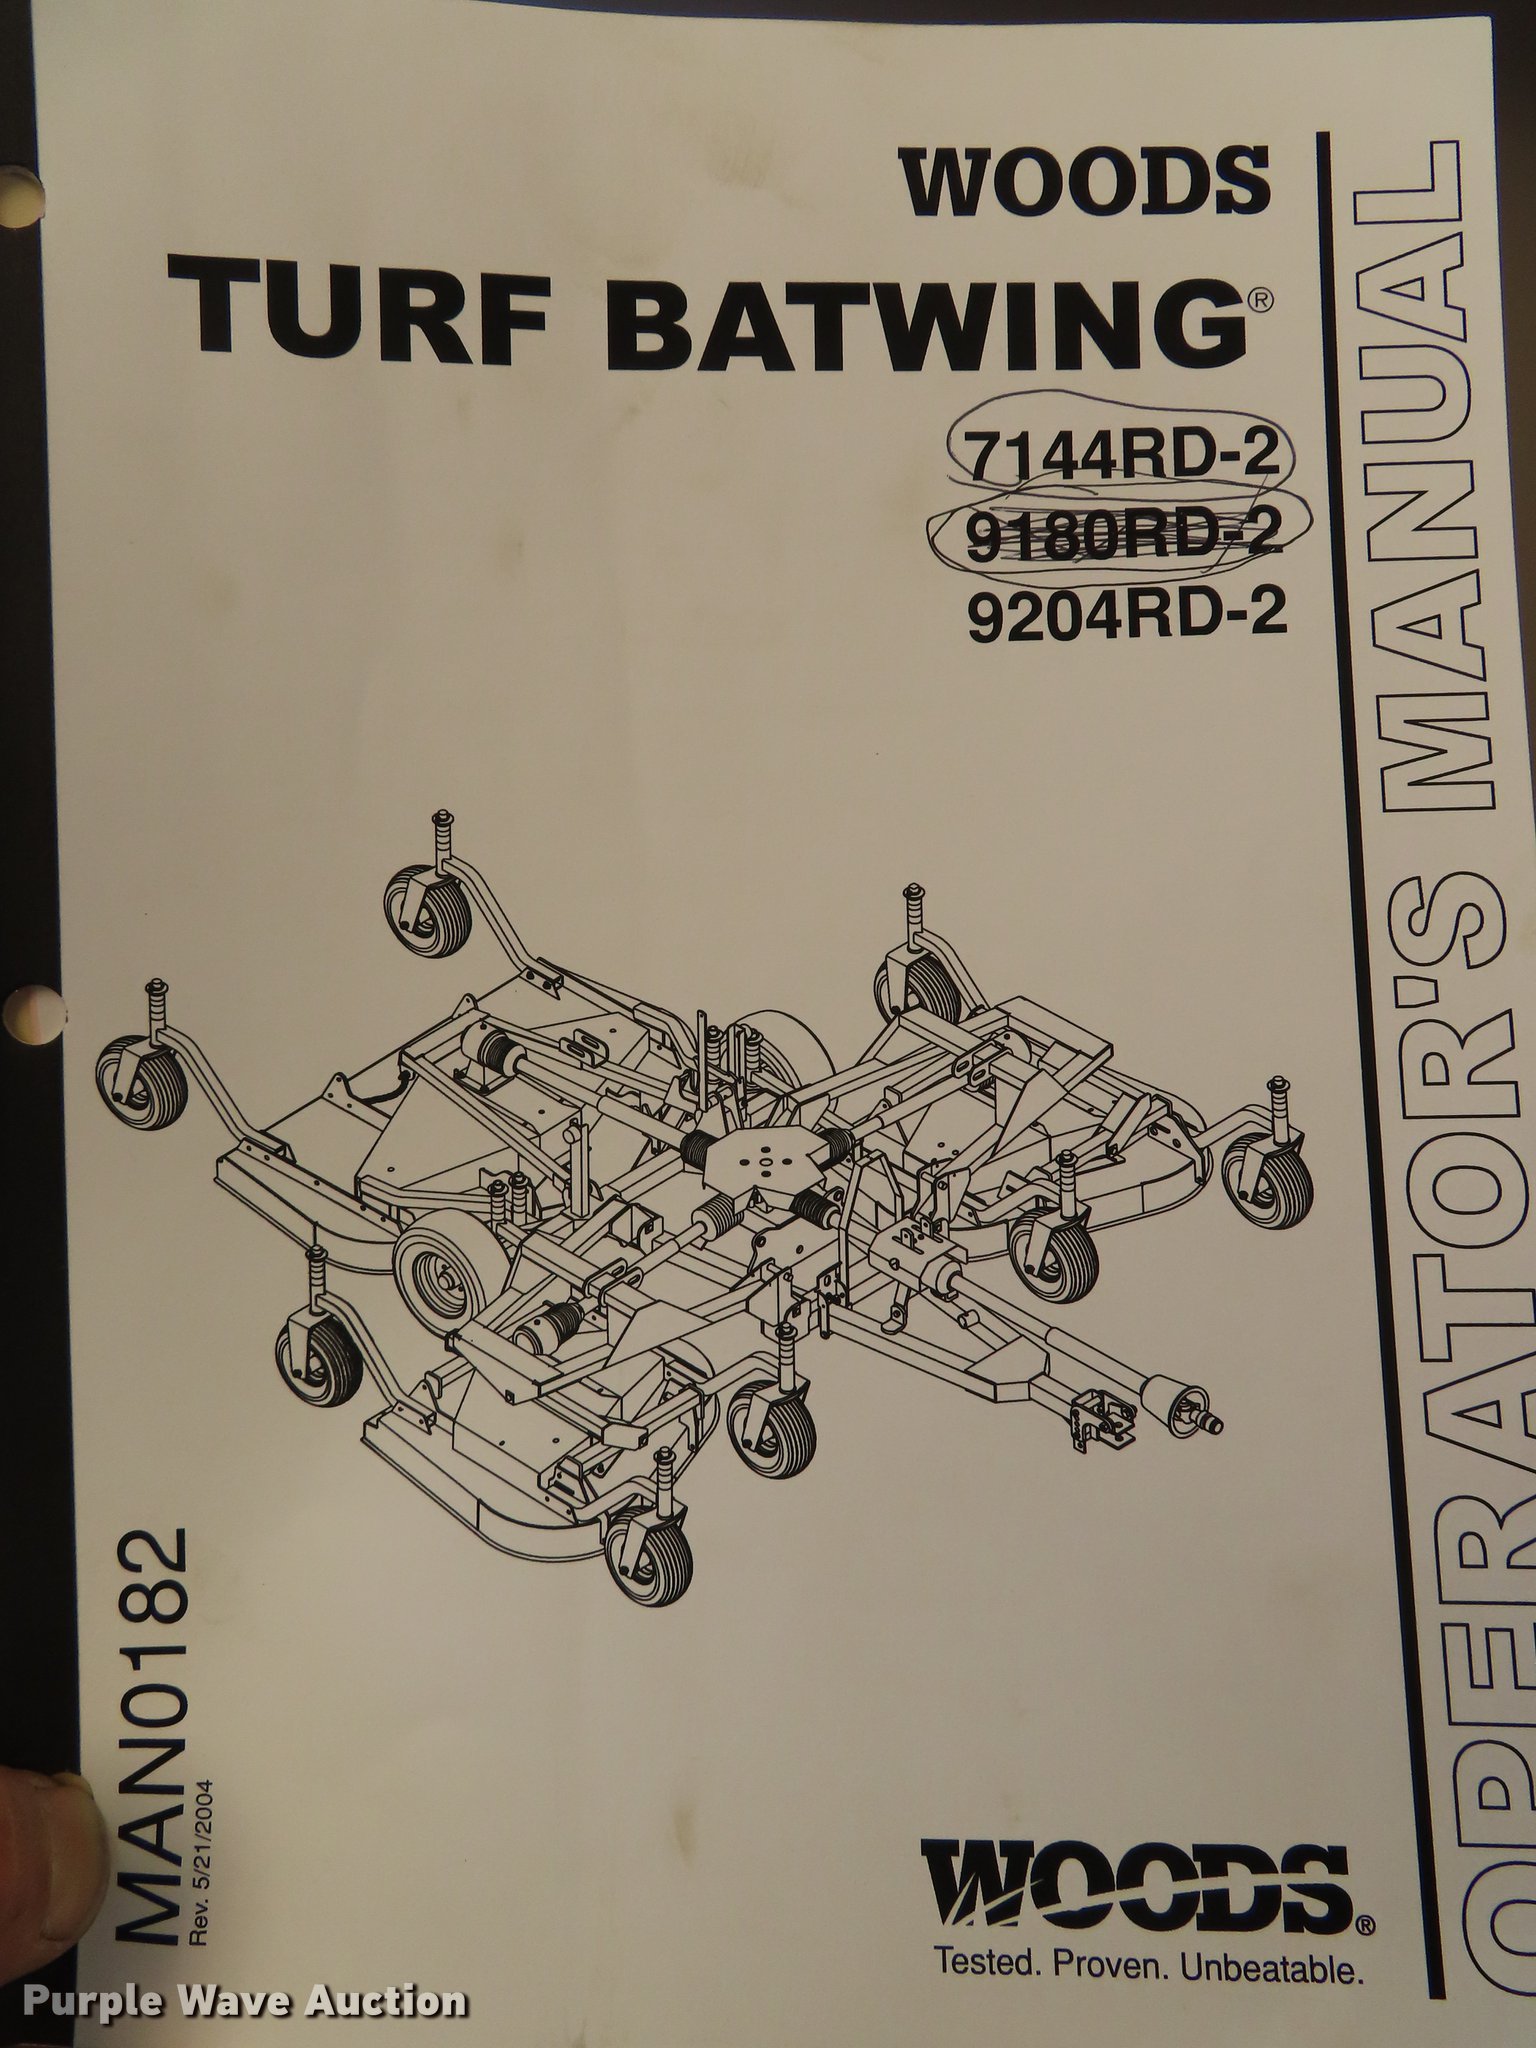 WOODS
TURF BATWING®
7144RD-2
9180RD-2
9204RD-2
OPERATOR'S MANUAL
MAN0182
Rev. 5/21/2004
WOODS®
Tested. Proven. Unbeatable.
Purple Wave Auction